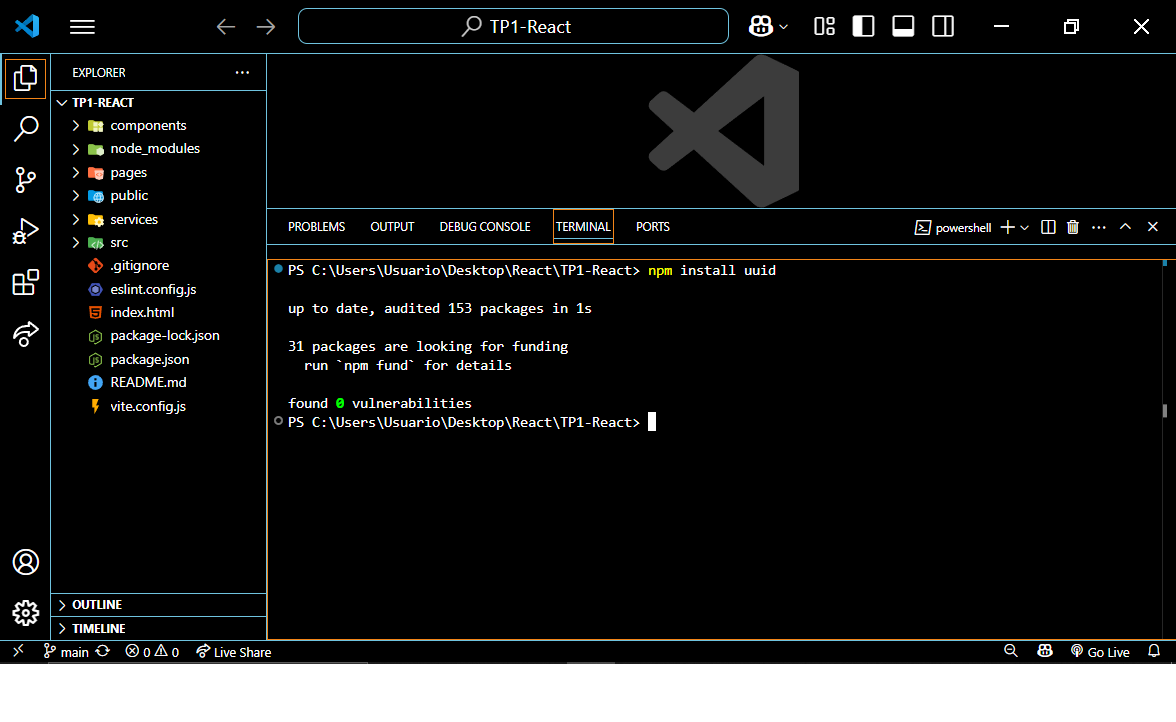 TP1-React
EXPLORER
TP1-REACT
components
node_modules
pages
public
services
src
.gitignore
eslint.config.js
index.html
package-lock.json
package.json
README.md
vite.config.js
OUTLINE
TIMELINE
PROBLEMS OUTPUT DEBUG CONSOLE TERMINAL PORTS
powershell
PS C:\Users\Usuario\Desktop\React\TP1-React> npm install uuid
up to date, audited 153 packages in 1s
31 packages are looking for funding
run `npm fund` for details
found 0 vulnerabilities
PS C:\Users\Usuario\Desktop\React\TP1-React>
main 0 0 Live Share Go Live